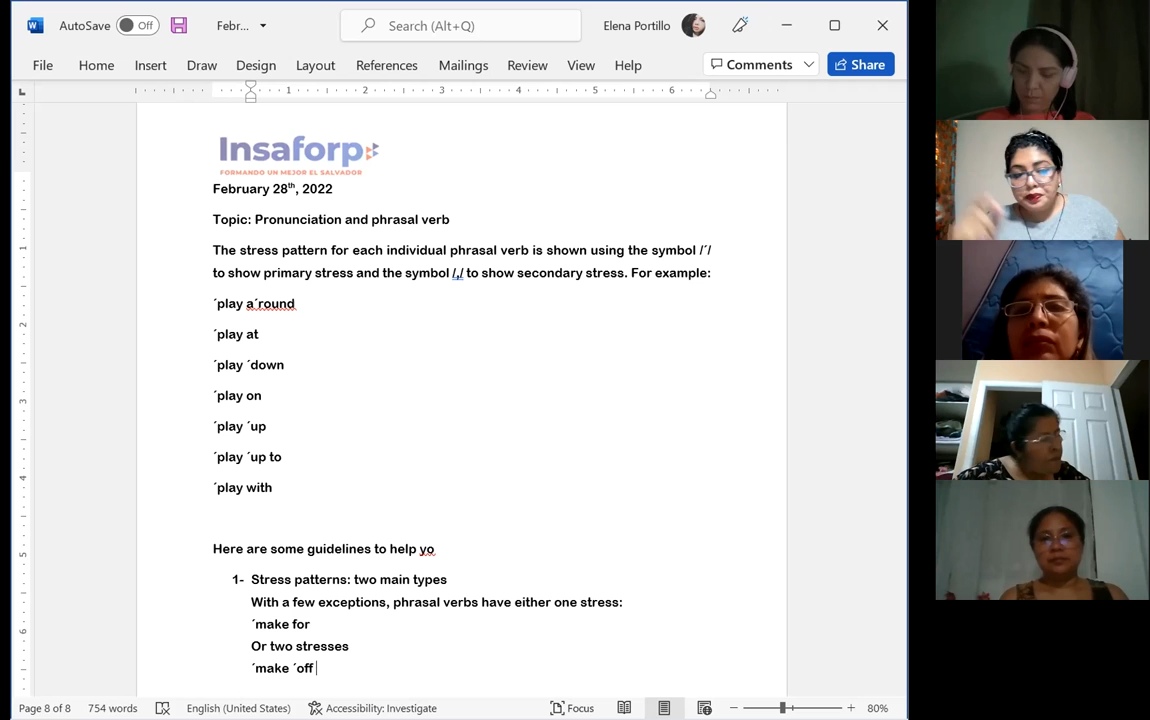 AutoSave Off Febr... Search (Alt+Q) Elena Portillo
File Home Insert Draw Design Layout References Mailings Review View Help Comments Share
1 2 3 4 5 6
Insaforp
FORMANDO UN MEJOR EL SALVADOR
February 28th, 2022
Topic: Pronunciation and phrasal verb
The stress pattern for each individual phrasal verb is shown using the symbol /´/
to show primary stress and the symbol /,/ to show secondary stress. For example:
´play a´round
´play at
´play ´down
´play on
´play ´up
´play ´up to
´play with
Here are some guidelines to help yo
1- Stress patterns: two main types
With a few exceptions, phrasal verbs have either one stress:
´make for
Or two stresses
´make ´off
Page 8 of 8 754 words English (United States) Accessibility: Investigate Focus 80%